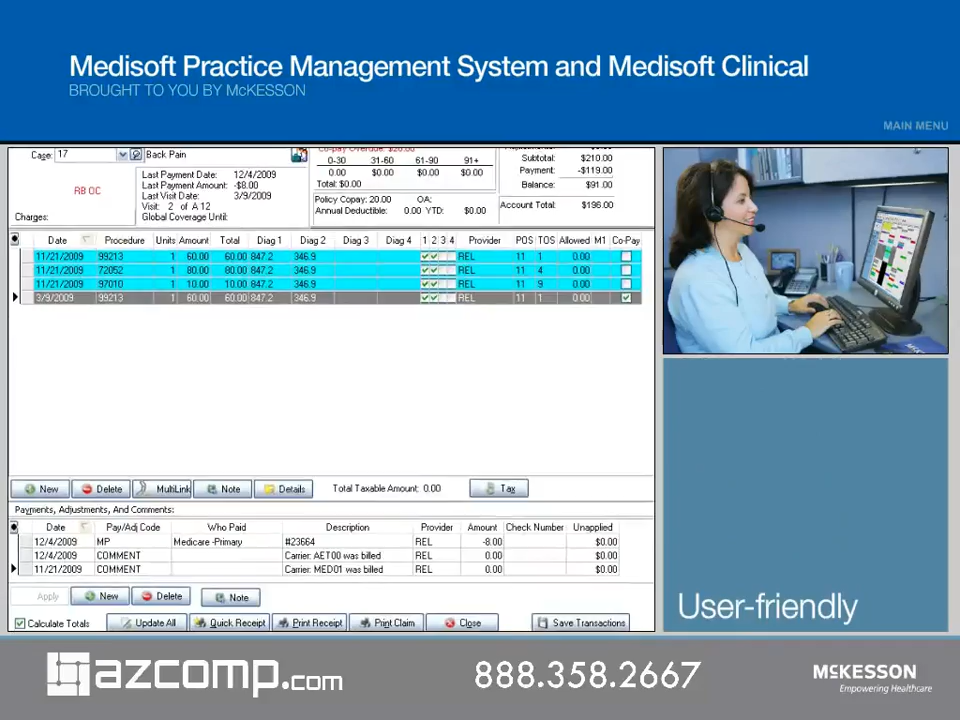 Medisoft Practice Management System and Medisoft Clinical
BROUGHT TO YOU BY McKESSON
MAIN MENU
Case: 17 Back Pain
RB OC
Charges:
Last Payment Date: 12/4/2009
Last Payment Amount: -$8.00
Last Visit Date: 3/9/2009
Visit: 2 of A 12
Global Coverage Until:
0-30 31-60 61-90 91+
0.00 $0.00 $0.00 $0.00
Total: $0.00
Policy Copay: 20.00 OA:
Annual Deductible: 0.00 YTD: $0.00
Subtotal: $210.00
Payment: -$119.00
Balance: $91.00
Account Total: $196.00
Date Procedure Units Amount Total Diag 1 Diag 2 Diag 3 Diag 4 1 2 3 4 Provider POS TOS Allowed M1 Co-Pay
11/21/2009 99213 1 60.00 60.00 847.2 346.9 REL 11 1 0.00
11/21/2009 72052 1 80.00 80.00 847.2 346.9 REL 11 4 0.00
11/21/2009 97010 1 10.00 10.00 847.2 346.9 REL 11 9 0.00
3/9/2009 99213 1 60.00 60.00 847.2 346.9 REL 11 1 0.00
New Delete MultiLink Note Details Total Taxable Amount: 0.00 Tax
Payments, Adjustments, And Comments:
Date Pay/Adj Code Who Paid Description Provider Amount Check Number Unapplied
12/4/2009 MP Medicare -Primary #23664 REL -8.00 $0.00
12/4/2009 COMMENT Carrier: AET00 was billed REL 0.00 $0.00
11/21/2009 COMMENT Carrier: MED01 was billed REL 0.00 $0.00
Apply New Delete Note
Calculate Totals Update All Quick Receipt Print Receipt Print Claim Close Save Transactions
User-friendly
azcomp.com
888.358.2667
McKESSON
Empowering Healthcare